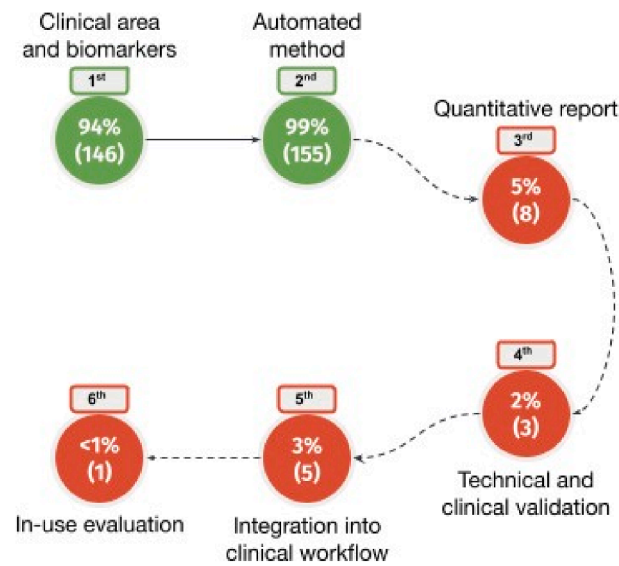 Clinical area
and biomarkers
1st
94%
(146)
Automated
method
2nd
99%
(155)
Quantitative report
3rd
5%
(8)
4th
2%
(3)
Technical and
clinical validation
5th
3%
(5)
Integration into
clinical workflow
6th
<1%
(1)
In-use evaluation